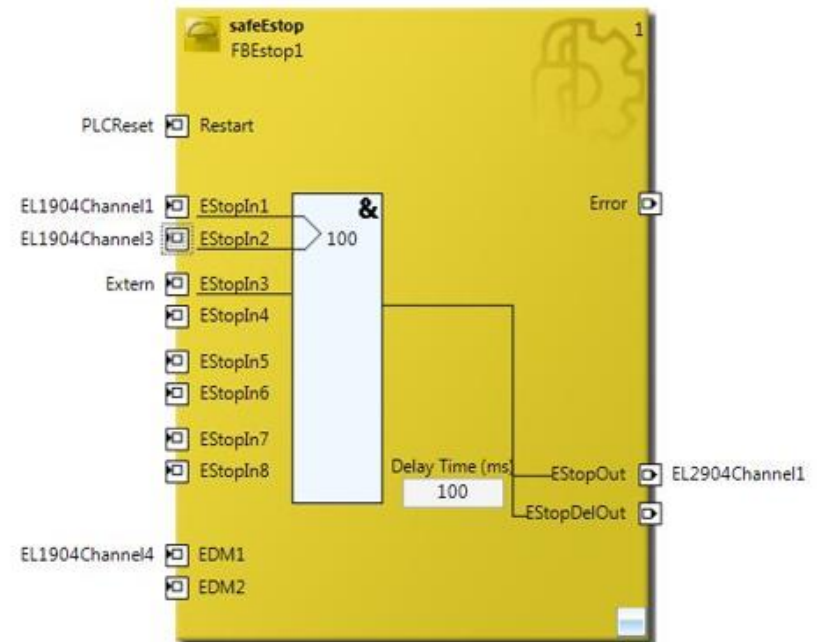 safeEstop
FBEstop1
1
PLCReset Restart
EL1904Channel1 EStopIn1 & Error
EL1904Channel3 EStopIn2 100
Extern EStopIn3
EStopIn4
EStopIn5
EStopIn6
EStopIn7
EStopIn8
Delay Time (ms)
100
EStopOut EL2904Channel1
EStopDelOut
EL1904Channel4 EDM1
EDM2